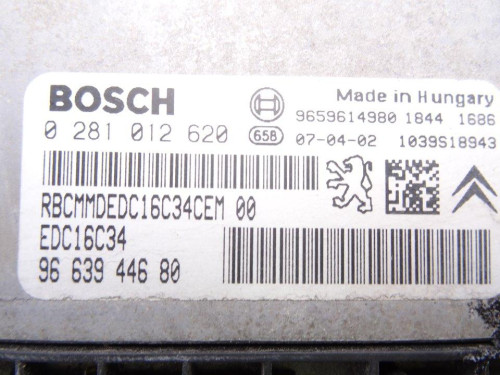 BOSCH
Made in Hungary
9659614980 1844 1686
0 281 012 620 65B 07-04-02 1039S18943
RBCMMDEDC16C34CEM 00
EDC16C34
96 639 446 80